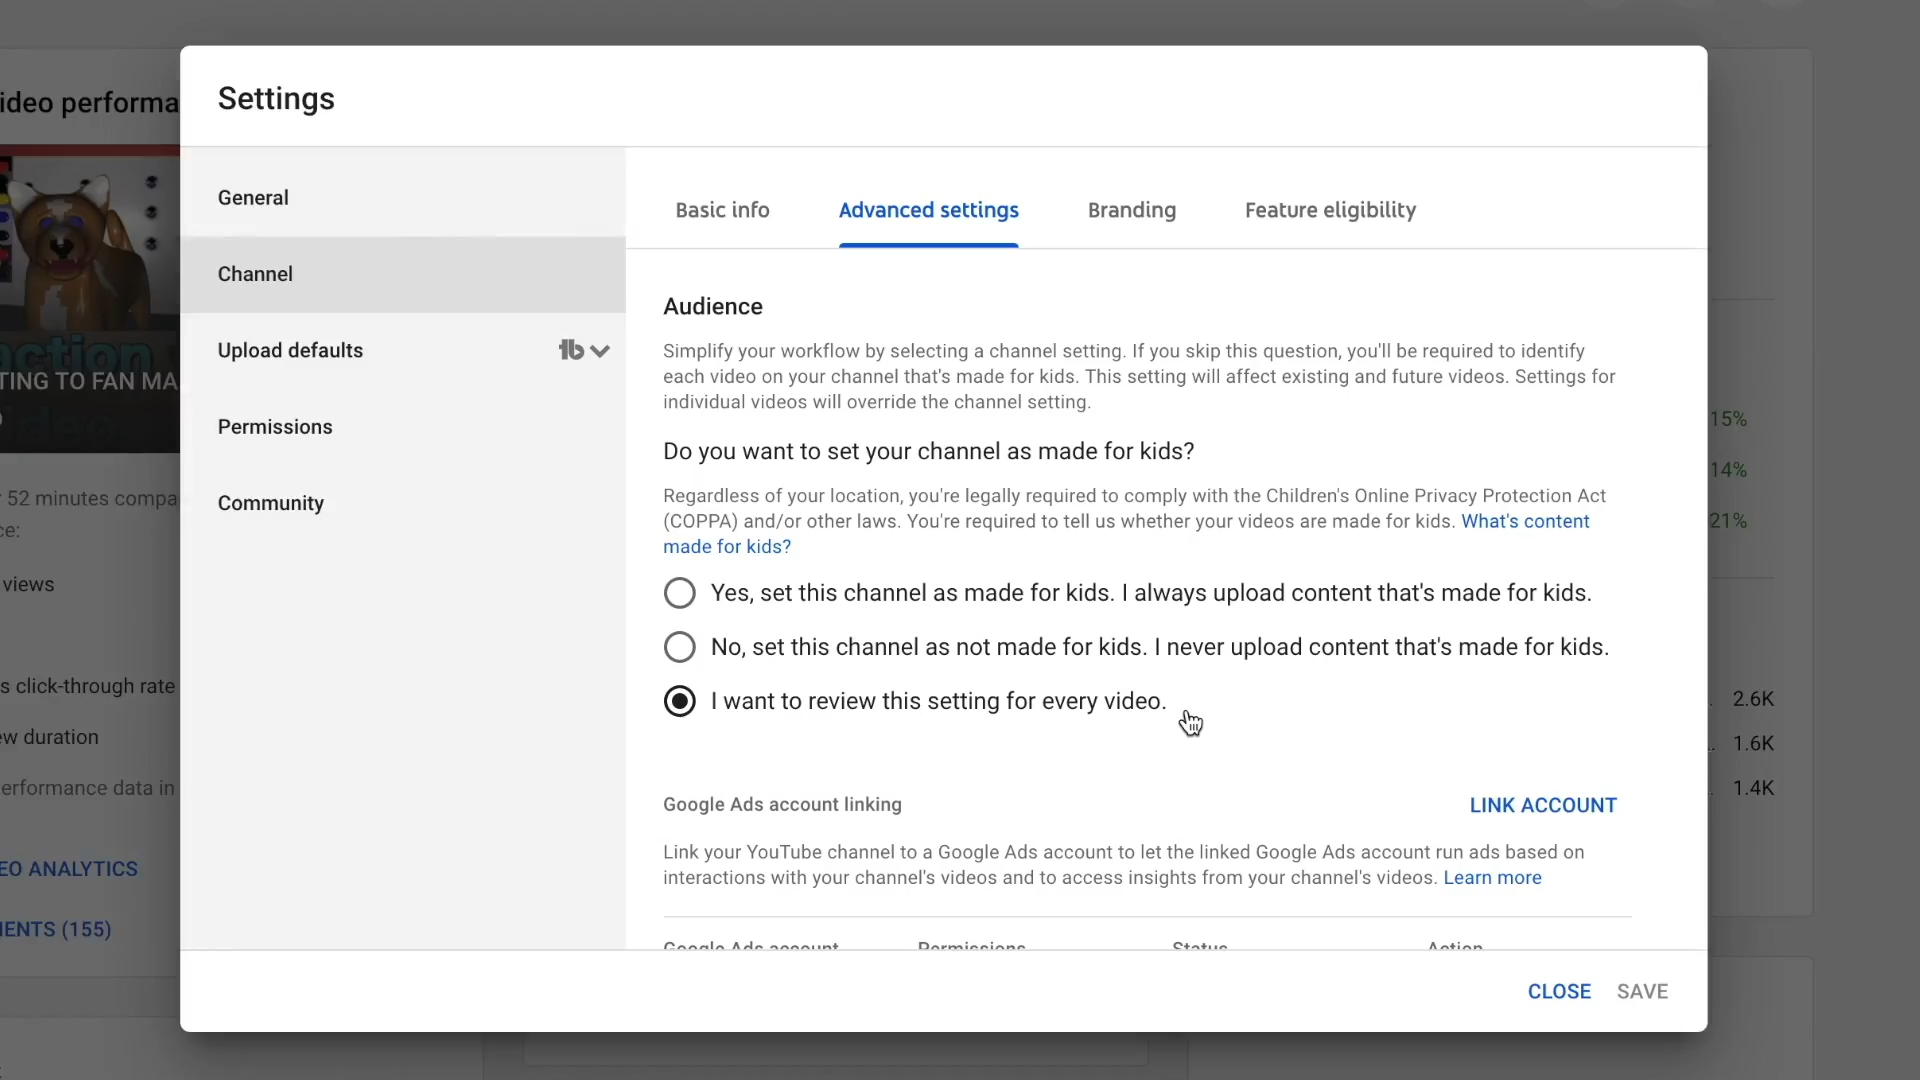 Settings
General
Channel
Upload defaults
Permissions
Community
Basic info
Advanced settings
Branding
Feature eligibility
Audience
Simplify your workflow by selecting a channel setting. If you skip this question, you'll be required to identify
each video on your channel that's made for kids. This setting will affect existing and future videos. Settings for
individual videos will override the channel setting.
Do you want to set your channel as made for kids?
Regardless of your location, you're legally required to comply with the Children's Online Privacy Protection Act
(COPPA) and/or other laws. You're required to tell us whether your videos are made for kids. What's content
made for kids?
Yes, set this channel as made for kids. I always upload content that's made for kids.
No, set this channel as not made for kids. I never upload content that's made for kids.
I want to review this setting for every video.
Google Ads account linking
LINK ACCOUNT
Link your YouTube channel to a Google Ads account to let the linked Google Ads account run ads based on
interactions with your channel's videos and to access insights from your channel's videos. Learn more
Google Ads account
Permissions
Status
Action
CLOSE
SAVE
ideo performa
action
TING TO FAN MA
ideo
52 minutes compa
ce:
views
s click-through rate
ew duration
erformance data in
EO ANALYTICS
MENTS (155)
15%
14%
21%
2.6K
1.6K
1.4K